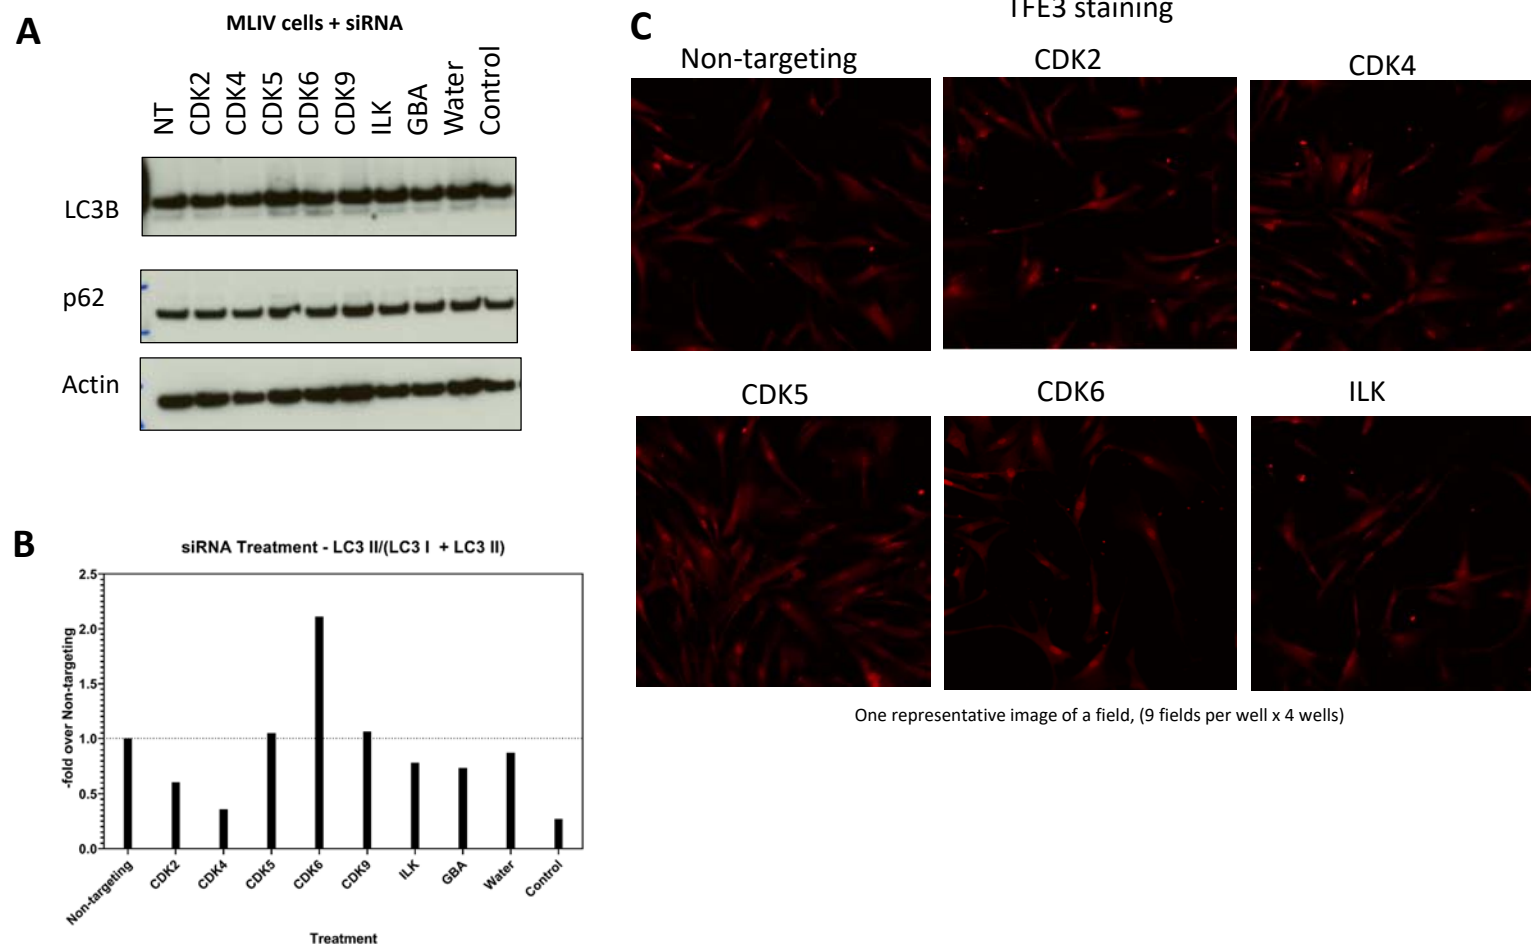 A
MLIV cells + siRNA
NT
CDK2
CDK4
CDK5
CDK6
CDK9
ILK
GBA
Water
Control
LC3B
p62
Actin
B
siRNA Treatment - LC3 II/(LC3 I + LC3 II)
-fold over Non-targeting
2.5
2.0
1.5
1.0
0.5
0.0
Non-targeting
CDK2
CDK4
CDK5
CDK6
CDK9
ILK
GBA
Water
Control
Treatment
C
TFE3 staining
Non-targeting
CDK2
CDK4
CDK5
CDK6
ILK
One representative image of a field, (9 fields per well x 4 wells)